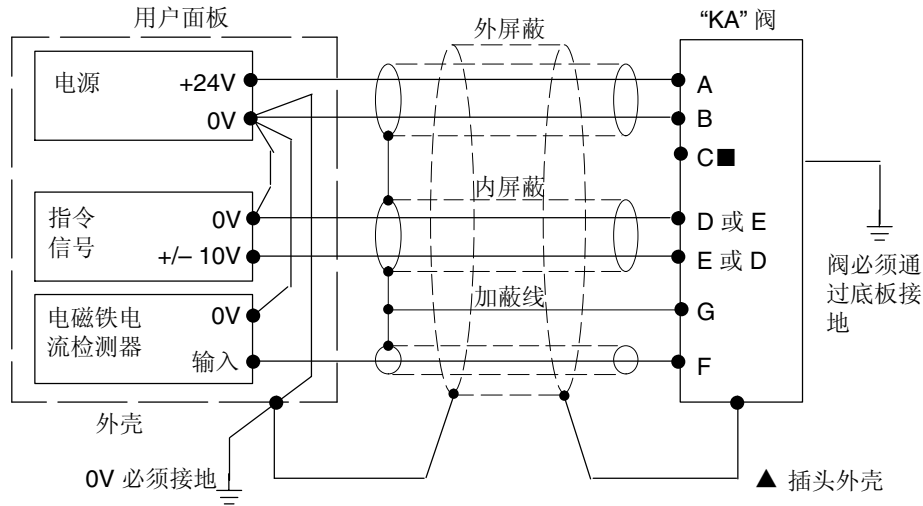 用户面板
外屏蔽
“KA” 阀
电源
+24V
0V
A
B
C■
内屏蔽
指令
信号
0V
+/– 10V
D 或 E
E 或 D
阀必须通
过底板接
地
加蔽线
电磁铁电
流检测器
0V
输入
G
F
外壳
0V 必须接地
▲ 插头外壳